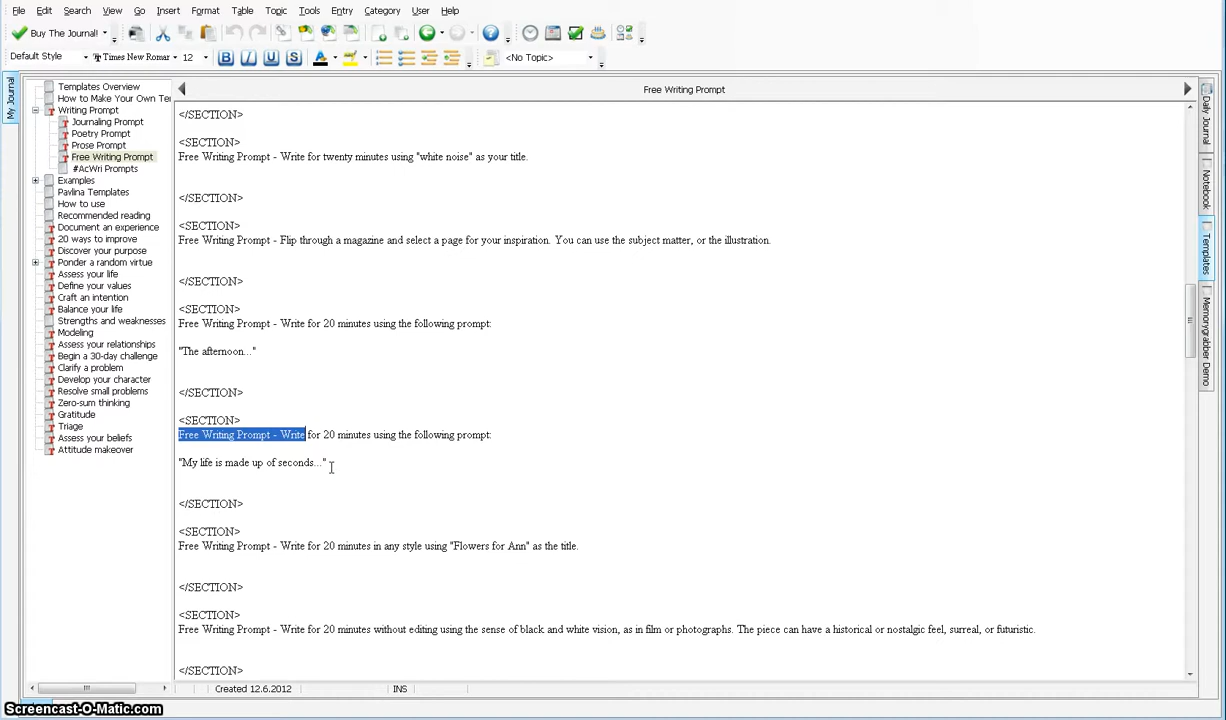 File Edit Search View Go Insert Format Table Topic Tools Entry Category User Help
Buy The Journal!
Default Style Times New Romar 12 B I U S <No Topic>
My Journal
Templates Overview
How to Make Your Own Ter
Writing Prompt
Journaling Prompt
Poetry Prompt
Prose Prompt
Free Writing Prompt
#AcWri Prompts
Examples
Pavlina Templates
How to use
Recommended reading
Document an experience
20 ways to improve
Discover your purpose
Ponder a random virtue
Assess your life
Define your values
Craft an intention
Balance your life
Strengths and weaknesses
Modeling
Assess your relationships
Begin a 30-day challenge
Clarify a problem
Develop your character
Resolve small problems
Zero-sum thinking
Gratitude
Triage
Assess your beliefs
Attitude makeover
Free Writing Prompt
</SECTION>
<SECTION>
Free Writing Prompt - Write for twenty minutes using "white noise" as your title.
</SECTION>
<SECTION>
Free Writing Prompt - Flip through a magazine and select a page for your inspiration. You can use the subject matter, or the illustration.
</SECTION>
<SECTION>
Free Writing Prompt - Write for 20 minutes using the following prompt:
"The afternoon..."
</SECTION>
<SECTION>
Free Writing Prompt - Write for 20 minutes using the following prompt:
"My life is made up of seconds..."
</SECTION>
<SECTION>
Free Writing Prompt - Write for 20 minutes in any style using "Flowers for Ann" as the title.
</SECTION>
<SECTION>
Free Writing Prompt - Write for 20 minutes without editing using the sense of black and white vision, as in film or photographs. The piece can have a historical or nostalgic feel, surreal, or futuristic.
</SECTION>
Daily Journal
Notebook
Templates
Memorygrabber Demo
Created 12.6.2012 INS
Screencast-O-Matic.com